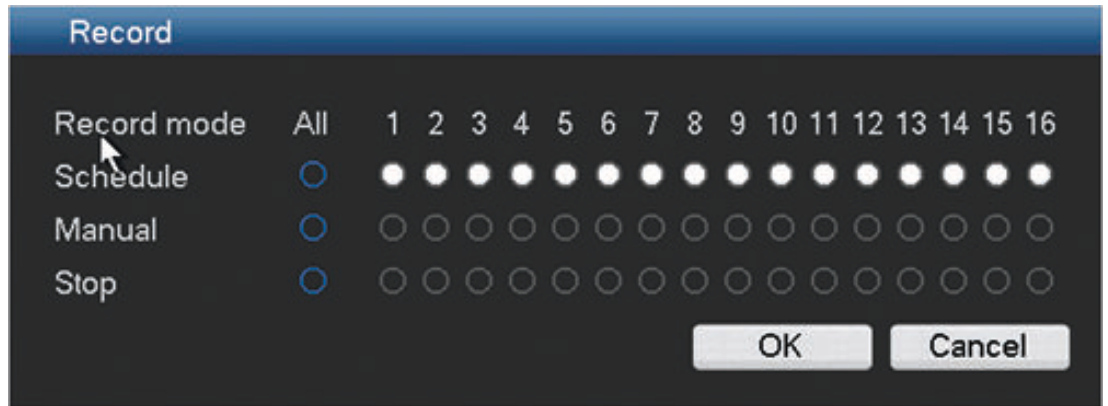 Record
Record mode All 1 2 3 4 5 6 7 8 9 10 11 12 13 14 15 16
Schedule
Manual
Stop
OK Cancel